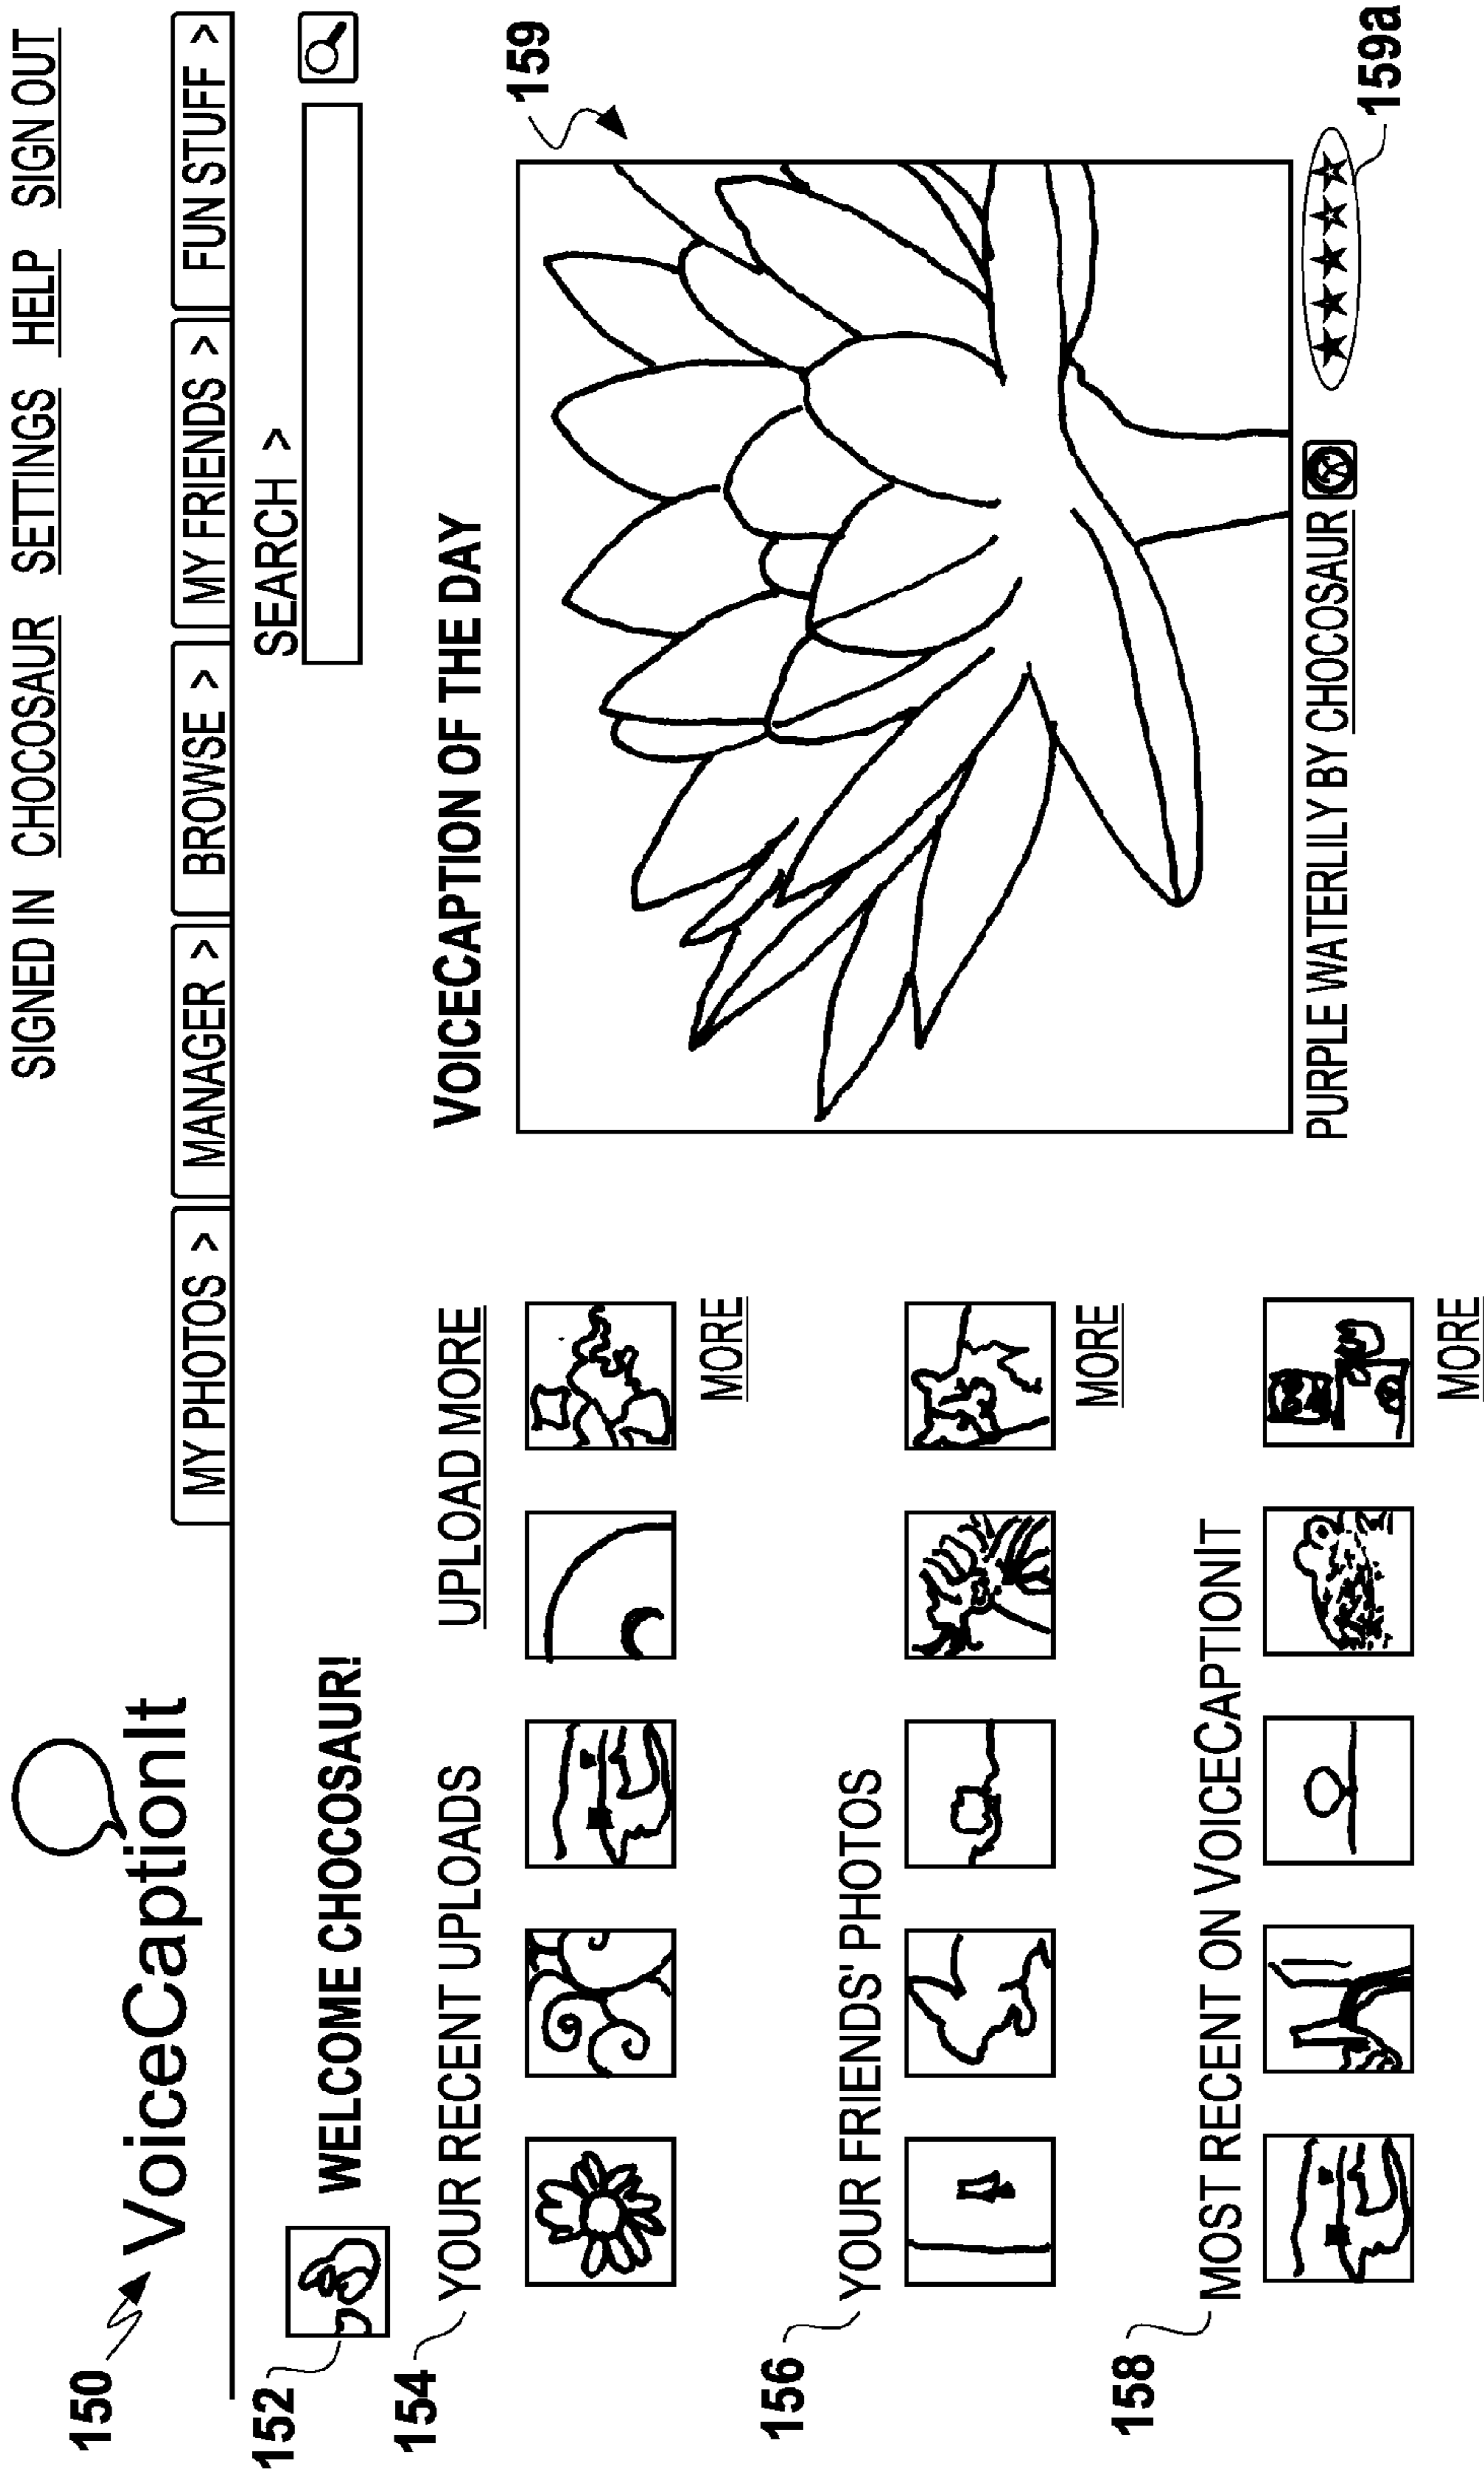 SIGNED IN CHOCOSAUR SETTINGS HELP SIGN OUT
150
VoiceCaptionIt
MY PHOTOS > MANAGER > BROWSE > MY FRIENDS > FUN STUFF >
152
WELCOME CHOCOSAUR!
SEARCH >
154
YOUR RECENT UPLOADS
UPLOAD MORE
VOICECAPTION OF THE DAY
159
MORE
156
YOUR FRIENDS' PHOTOS
MORE
158
MOST RECENT ON VOICECAPTIONIT
PURPLE WATERLILY BY CHOCOSAUR
159a
MORE